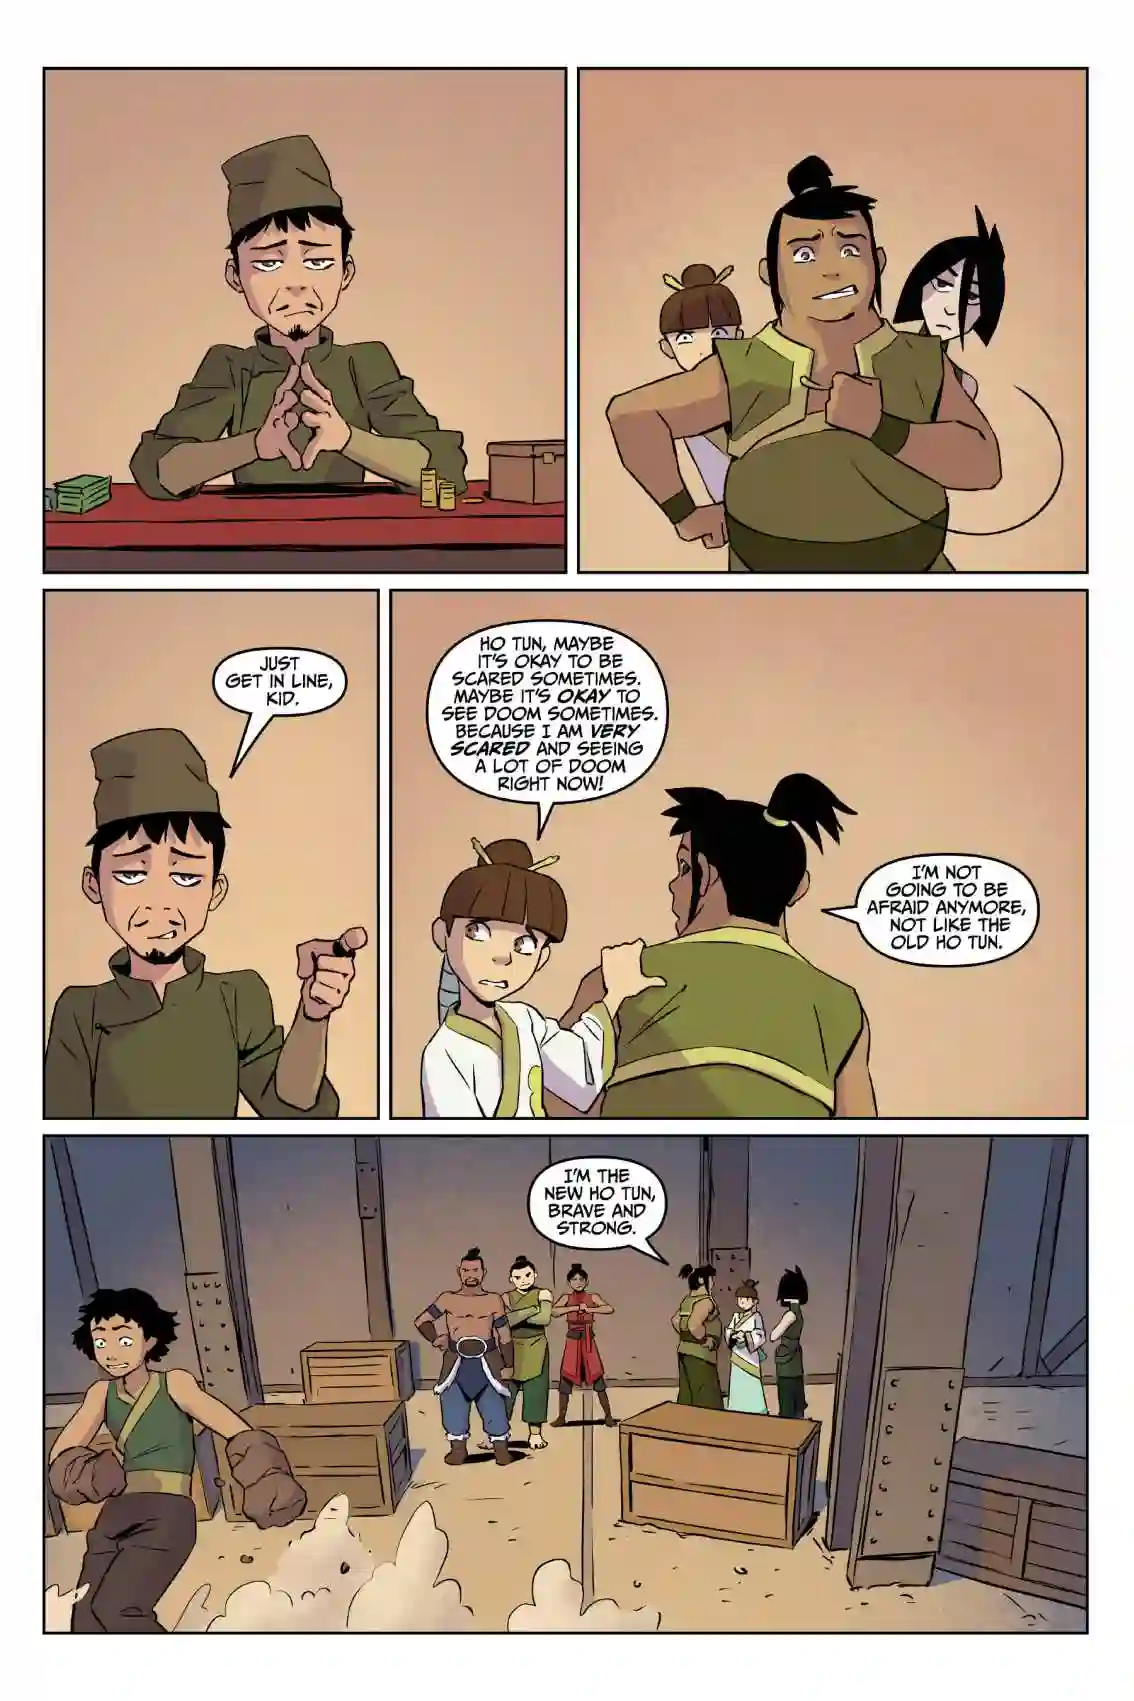 JUST
GET IN LINE,
KID.
HO TUN, MAYBE
IT'S OKAY TO BE
SCARED SOMETIMES.
MAYBE IT'S OKAY TO
SEE DOOM SOMETIMES.
BECAUSE I AM VERY
SCARED AND SEEING
A LOT OF DOOM
RIGHT NOW!
I'M NOT
GOING TO BE
AFRAID ANYMORE,
NOT LIKE THE
OLD HO TUN.
I'M THE
NEW HO TUN,
BRAVE AND
STRONG.